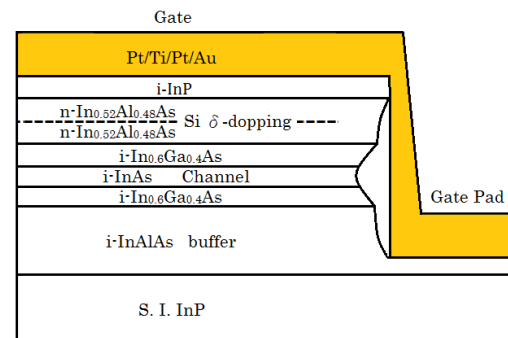 Gate
Pt/Ti/Pt/Au
i-InP
n-In0.52Al0.48As
Si δ-dopping
n-In0.52Al0.48As
i-In0.6Ga0.4As
i-InAs Channel
i-In0.6Ga0.4As
Gate Pad
i-InAlAs buffer
S. I. InP